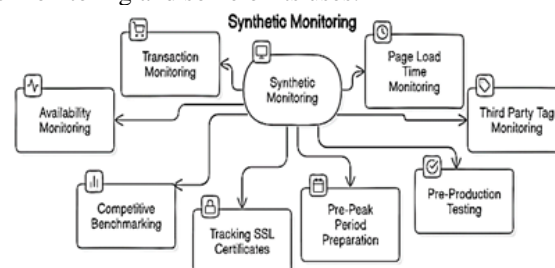 Synthetic Monitoring
Transaction
Monitoring
Synthetic
Monitoring
Page Load
Time
Monitoring
Availability
Monitoring
Third Party Tag
Monitoring
Competitive
Benchmarking
Tracking SSL
Certificates
Pre-Peak
Period
Preparation
Pre-Production
Testing